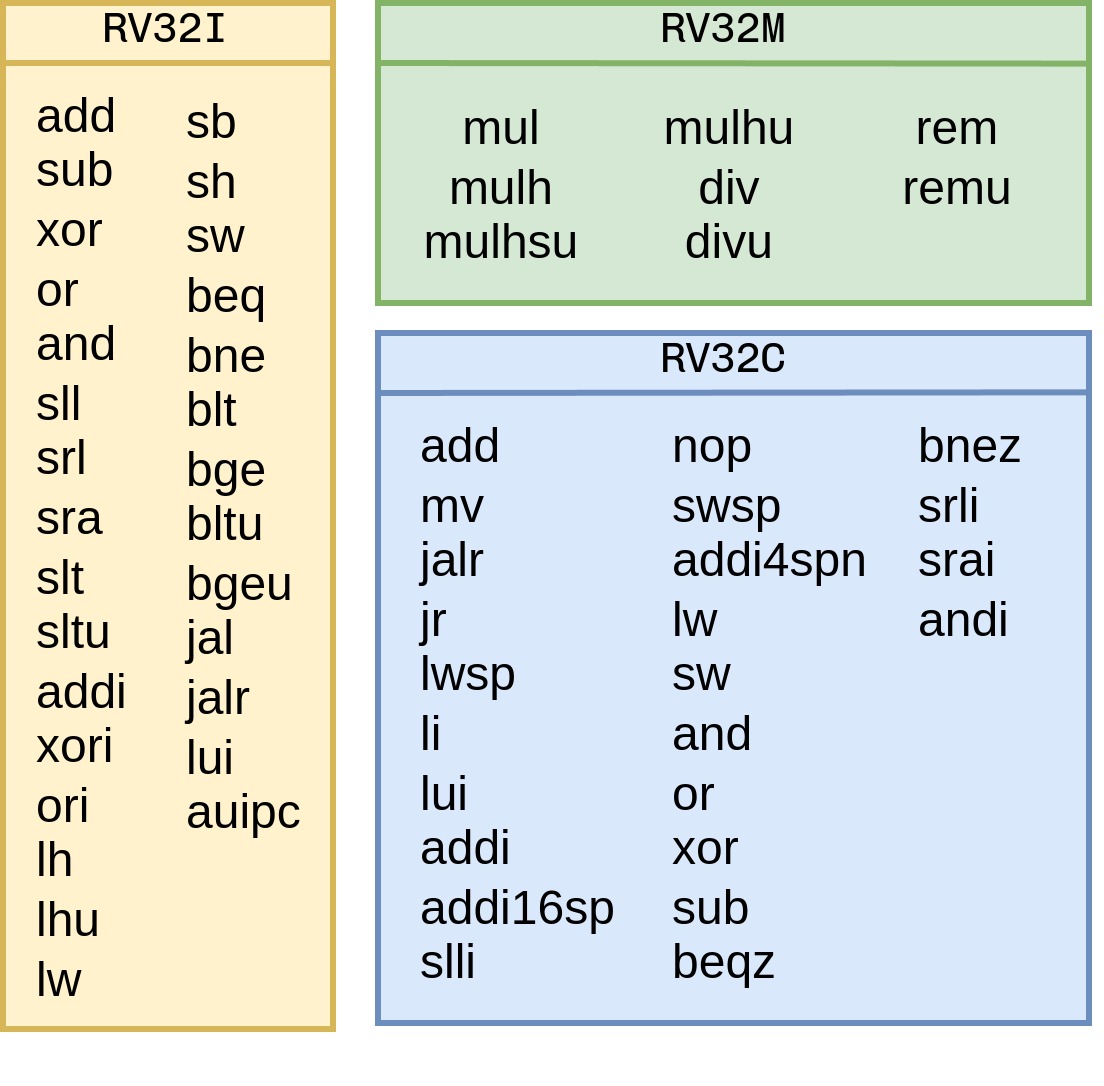 RV32I
add
sub
xor
or
and
sll
srl
sra
slt
sltu
addi
xori
ori
lh
lhu
lw
sb
sh
sw
beq
bne
blt
bge
bltu
bgeu
jal
jalr
lui
auipc
RV32M
mul
mulh
mulhsu
mulhu
div
divu
rem
remu
RV32C
add
mv
jalr
jr
lwsp
li
lui
addi
addi16sp
slli
nop
swsp
addi4spn
lw
sw
and
or
xor
sub
beqz
bnez
srli
srai
andi